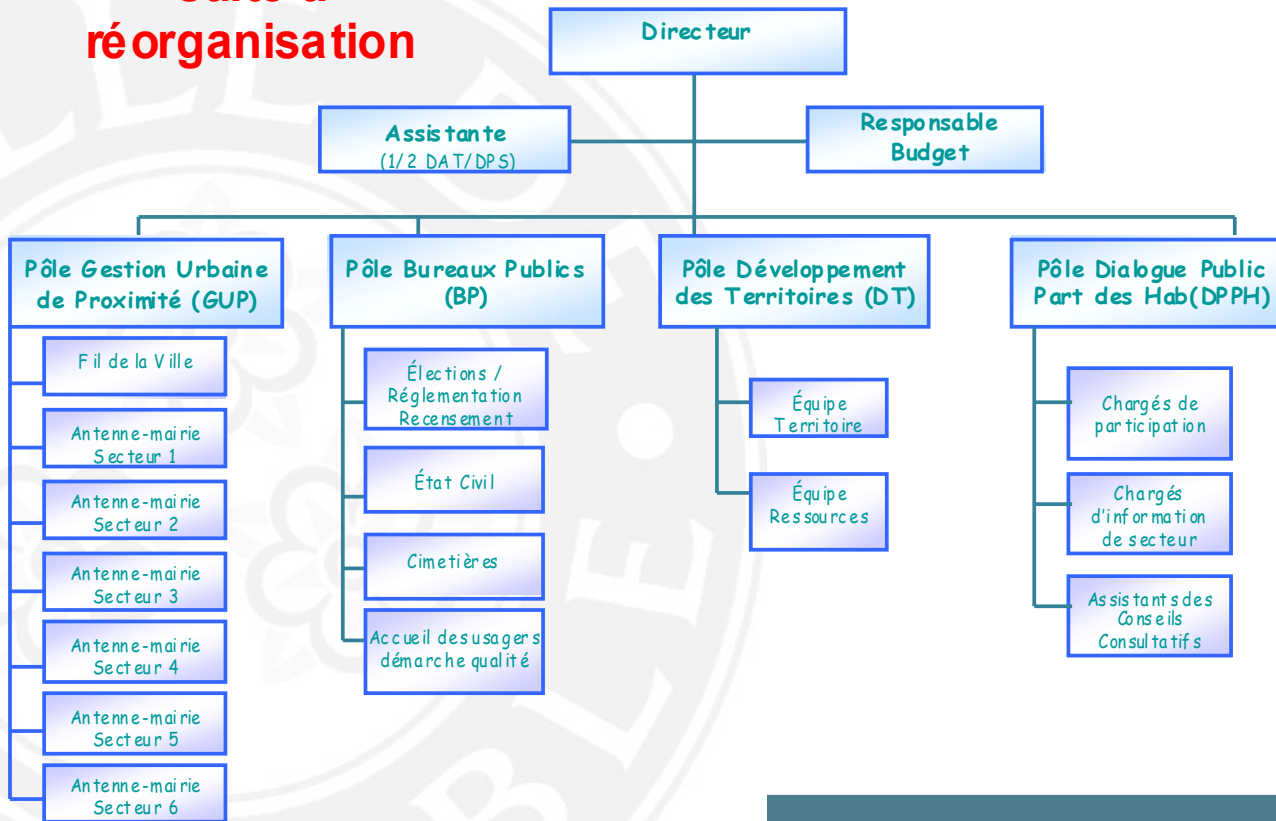 réorganisation
Directeur
Assistante
(1/2 DAT/DPS)
Responsable
Budget
Pôle Gestion Urbaine
de Proximité (GUP)
Fil de la Ville
Antenne-mairie
Secteur 1
Antenne-mairie
Secteur 2
Antenne-mairie
Secteur 3
Antenne-mairie
Secteur 4
Antenne-mairie
Secteur 5
Antenne-mairie
Secteur 6
Pôle Bureaux Publics
(BP)
Élections /
Réglementation
Recensement
État Civil
Cimetières
Accueil des usagers
démarche qualité
Pôle Développement
des Territoires (DT)
Équipe
Territoire
Équipe
Ressources
Pôle Dialogue Public
Part des Hab(DPPH)
Chargés de
participation
Chargés
d'information
de secteur
Assistants des
Conseils
Consultatifs